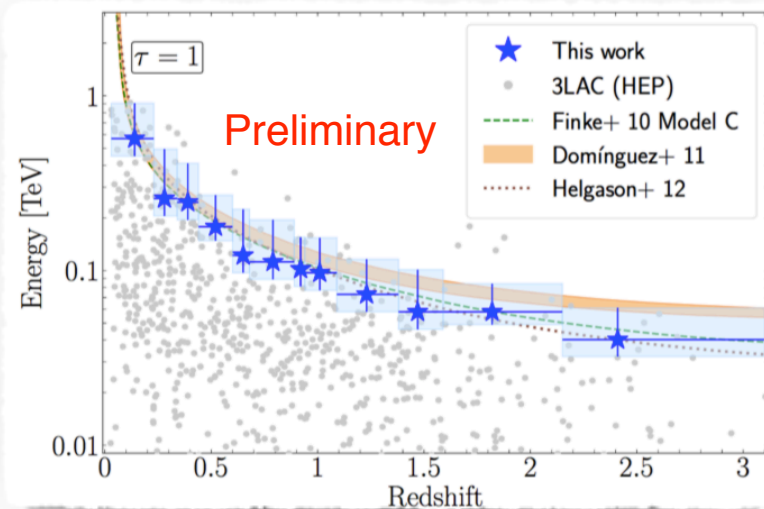 τ = 1
Preliminary
This work
3LAC (HEP)
Finke+ 10 Model C
Domínguez+ 11
Helgason+ 12
Energy [TeV]
1
0.1
0.01
0 0.5 1 1.5 2 2.5 3
Redshift